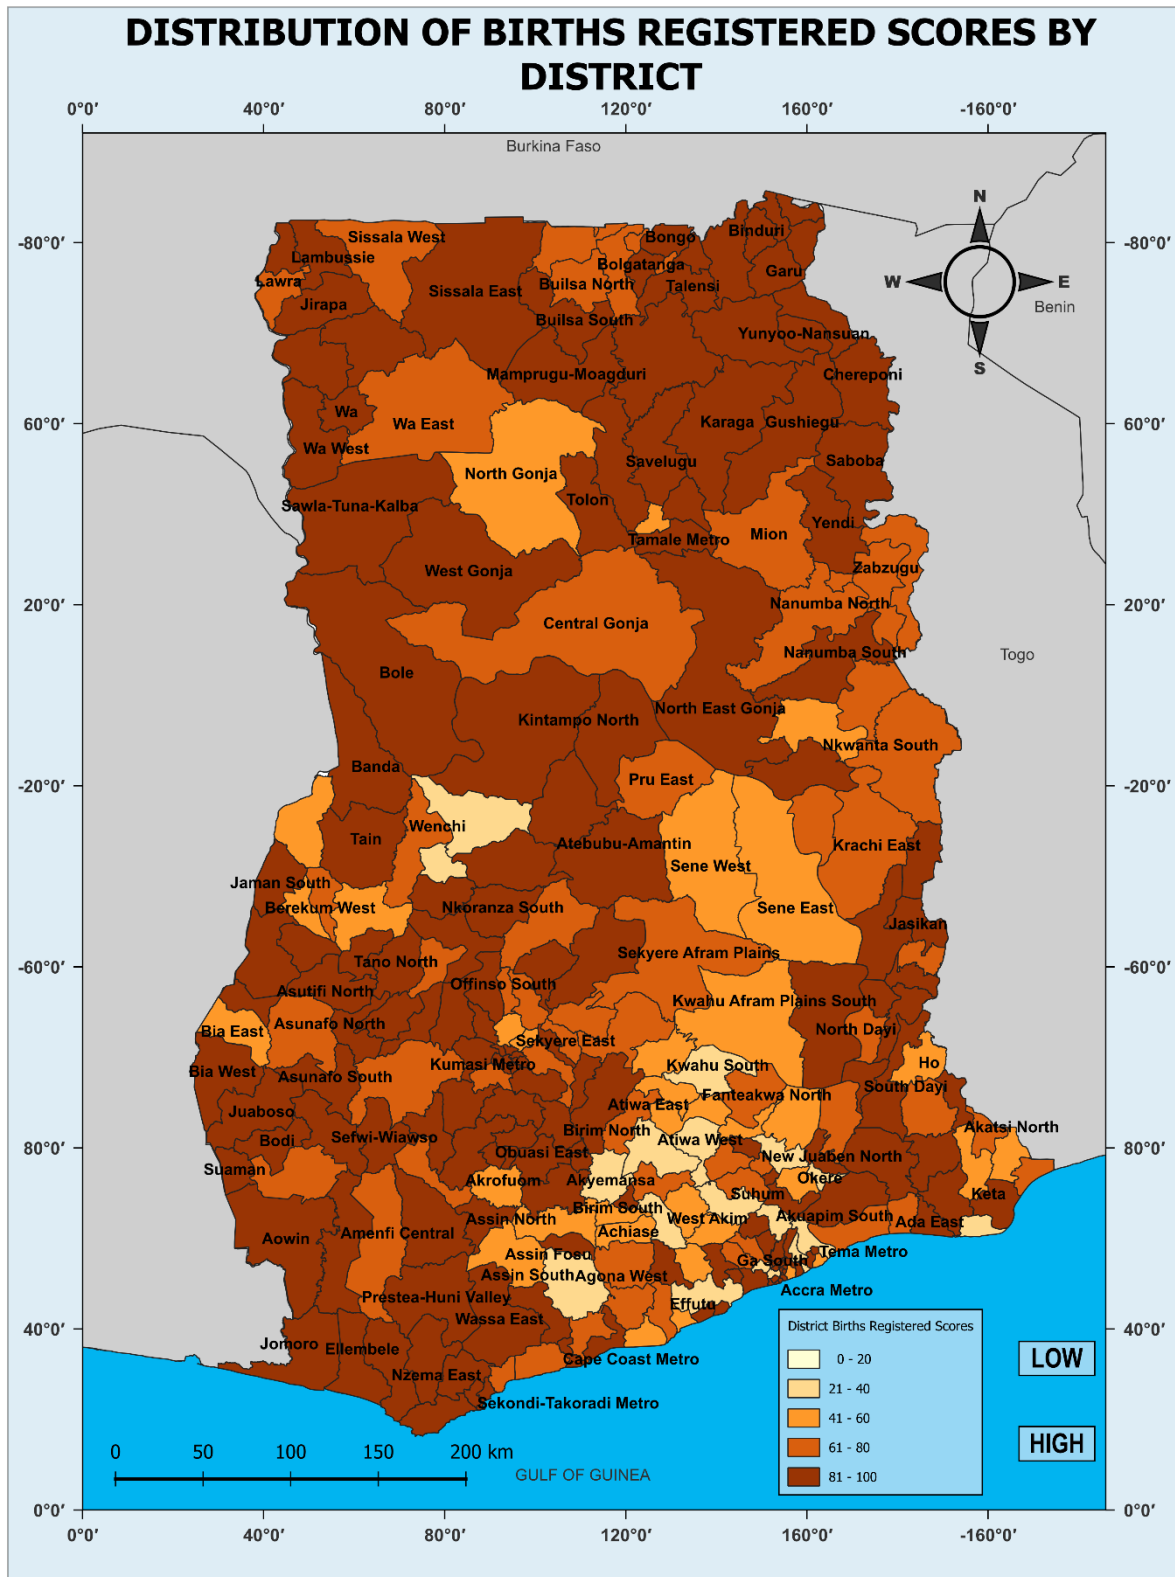 DISTRIBUTION OF BIRTHS REGISTERED SCORES BY
DISTRICT
0°0′ 40°0′ 80°0′ 120°0′ 160°0′ -160°0′
Burkina Faso
N
-80°0′
-80°0′
W
E
S
Benin
Sissala West
Bongo
Binduri
Lambussie
Bolgatanga
Lawra
Garu
Builsa North
Talensi
Sissala East
Jirapa
Builsa South
Yunyoo-Nansuan
Mamprugu-Moagduri
Chereponi
Wa
60°0′
60°0′
Wa East
Karaga
Gushiegu
Wa West
Savelugu
Saboba
North Gonja
Tolon
Sawla-Tuna-Kalba
Yendi
Mion
Tamale Metro
West Gonja
Zabzugu
20°0′
20°0′
Nanumba North
Central Gonja
Nanumba South
Togo
Bole
North East Gonja
Kintampo North
Nkwanta South
Banda
-20°0′
-20°0′
Pru East
Wenchi
Tain
Atebubu-Amantin
Krachi East
Sene West
Jaman South
Berekum West
Nkoranza South
Sene East
Jasikan
Sekyere Afram Plains
-60°0′
-60°0′
Tano North
Offinso South
Asutifi North
Kwahu Afram Plains South
Bia East
Asunafo North
North Dayi
Sekyere East
Kumasi Metro
Kwahu South
Ho
Bia West
Asunafo South
South Dayi
Fanteakwa North
Juaboso
Atiwa East
Akatsi North
Bodi
Sefwi-Wiawso
Birim North
Atiwa West
80°0′
80°0′
Obuasi East
New Juaben North
Suaman
Akrofuom
Akyemansa
Okere
Suhum
Keta
Birim South
Assin North
West Akim
Akuapim South
Ada East
Aowin
Amenfi Central
Achiase
Assin Fosu
Ga South
Tema Metro
Assin South
Agona West
Accra Metro
Prestea-Huni Valley
Effutu
Wassa East
40°0′
40°0′
Jomoro
Ellembele
Cape Coast Metro
Nzema East
Sekondi-Takoradi Metro
District Births Registered Scores
0 - 20
21 - 40
41 - 60
61 - 80
81 - 100
LOW
HIGH
0 50 100 150 200 km
GULF OF GUINEA
0°0′
0°0′
0°0′ 40°0′ 80°0′ 120°0′ 160°0′ -160°0′